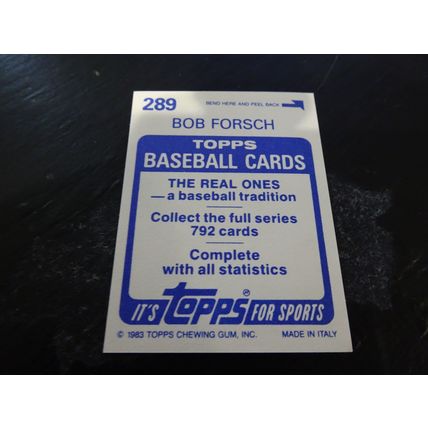 289 BEND HERE AND PEEL BACK
BOB FORSCH
TOPPS
BASEBALL CARDS
THE REAL ONES
— a baseball tradition
Collect the full series
792 cards
Complete
with all statistics
IT'S Topps® FOR SPORTS
© 1983 TOPPS CHEWING GUM, INC. MADE IN ITALY